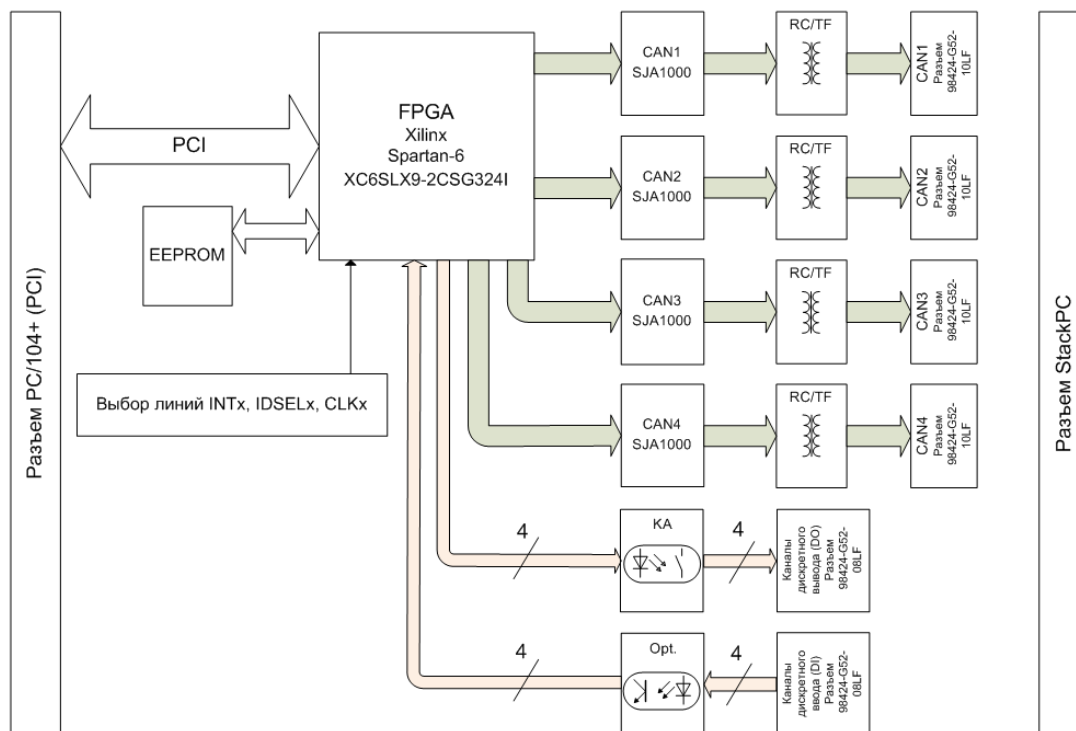 Разъем PC/104+ (PCI)
PCI
EEPROM
Выбор линий INTx, IDSELx, CLKx
FPGA
Xilinx
Spartan-6
XC6SLX9-2CSG324I
CAN1
SJA1000
RC/TF
CAN1
Разъем
98424-G52-
10LF
CAN2
SJA1000
RC/TF
CAN2
Разъем
98424-G52-
10LF
CAN3
SJA1000
RC/TF
CAN3
Разъем
98424-G52-
10LF
CAN4
SJA1000
RC/TF
CAN4
Разъем
98424-G52-
10LF
4
KA
4
Каналы
дискретного
вывода (DO)
Разъем
98424-G52-
08LF
4
Opt.
4
Каналы
дискретного
ввода (DI)
Разъем
98424-G52-
08LF
Разъем StackPC